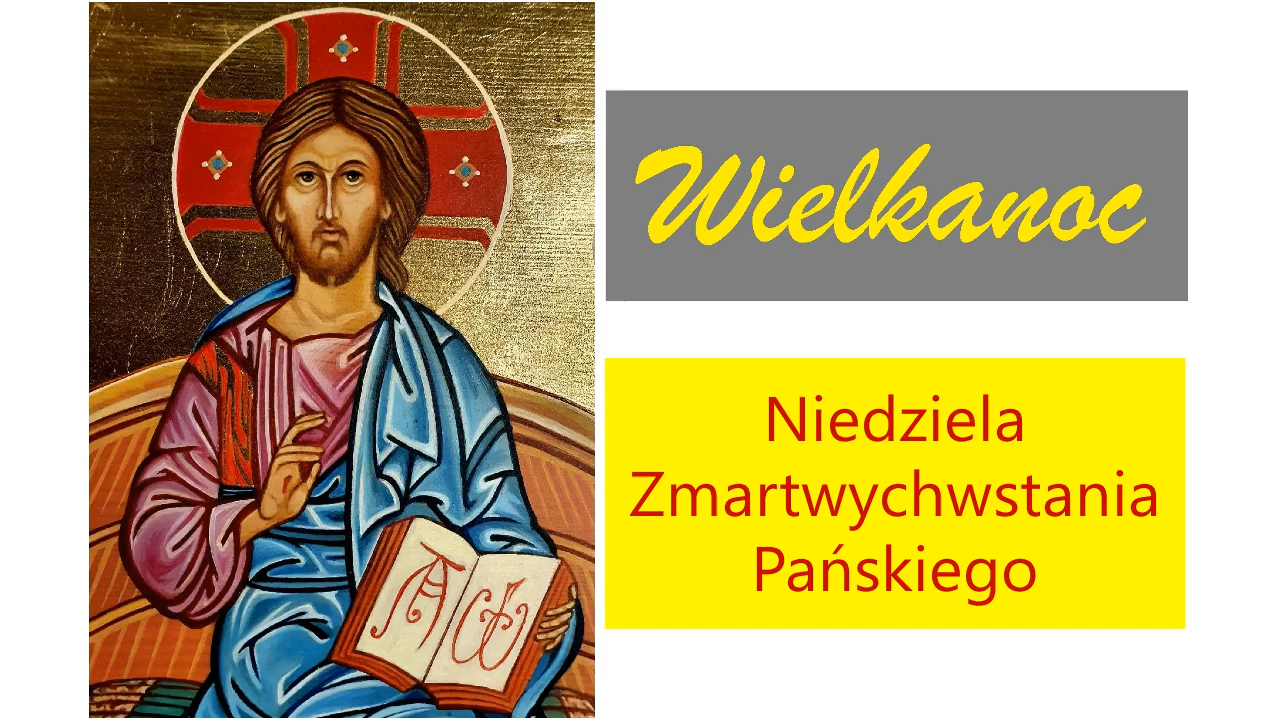 Wielkanoc
Niedziela
Zmartwychwstania
Pańskiego
Α ω